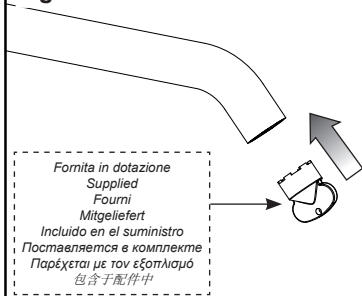 Fornita in dotazione
Supplied
Fourni
Mitgeliefert
Incluido en el suministro
Поставляется в комплекте
Παρέχεται με τον εξοπλισμό
包含于配件中